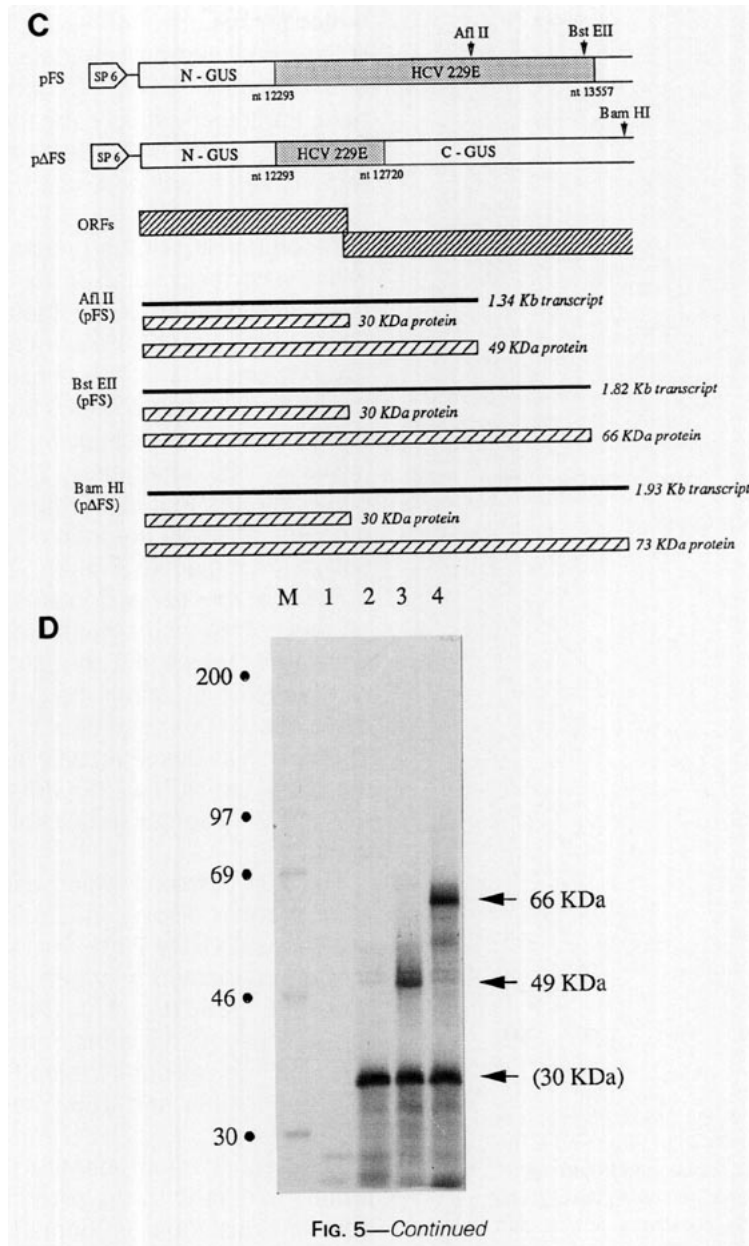 C
Afl II
Bst EII
pFS
SP 6
N - GUS
HCV 229E
nt 12293
nt 13557
Bam HI
pΔFS
SP 6
N - GUS
HCV 229E
C - GUS
nt 12293
nt 12720
ORFs
Afl II
(pFS)
1.34 Kb transcript
30 KDa protein
49 KDa protein
Bst EII
(pFS)
1.82 Kb transcript
30 KDa protein
66 KDa protein
Bam HI
(pΔFS)
1.93 Kb transcript
30 KDa protein
73 KDa protein
M 1 2 3 4
D
200
97
69
66 KDa
49 KDa
46
(30 KDa)
30
FIG. 5—Continued